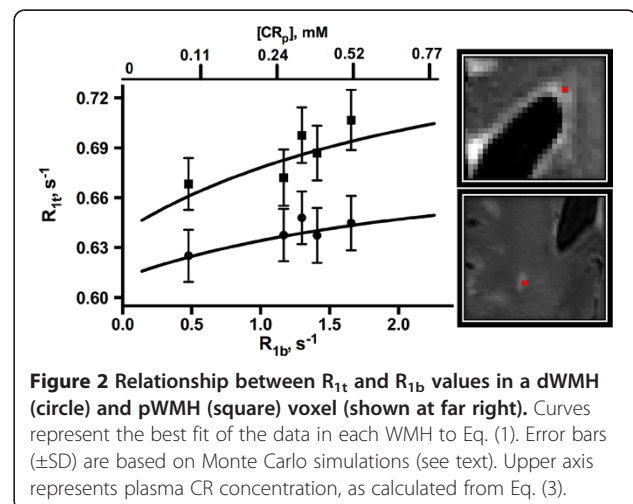 [CRp], mM
0 0.11 0.24 0.52 0.77
0.72
0.69
0.66
0.63
0.60
R1t, s-1
0.0 0.5 1.0 1.5 2.0
R1b, s-1
Figure 2 Relationship between R1t and R1b values in a dWMH
(circle) and pWMH (square) voxel (shown at far right). Curves
represent the best fit of the data in each WMH to Eq. (1). Error bars
(±SD) are based on Monte Carlo simulations (see text). Upper axis
represents plasma CR concentration, as calculated from Eq. (3).